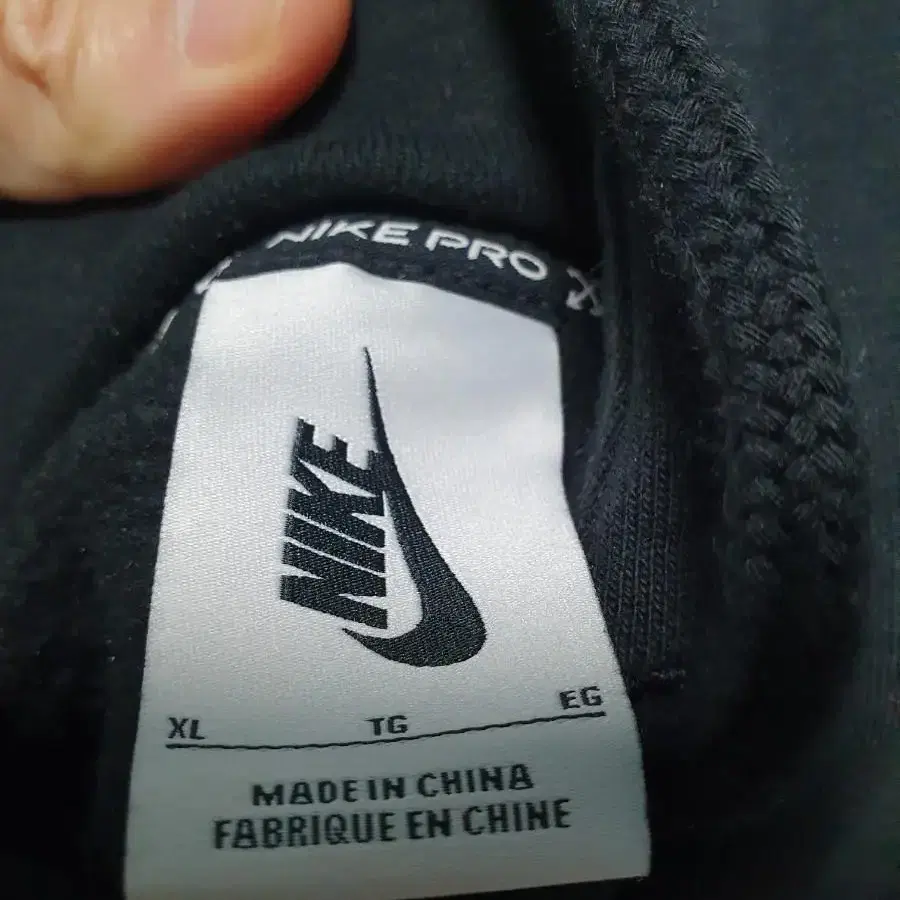 NIKE PRO
NIKE
XL TG EG
MADE IN CHINA
FABRIQUE EN CHINE